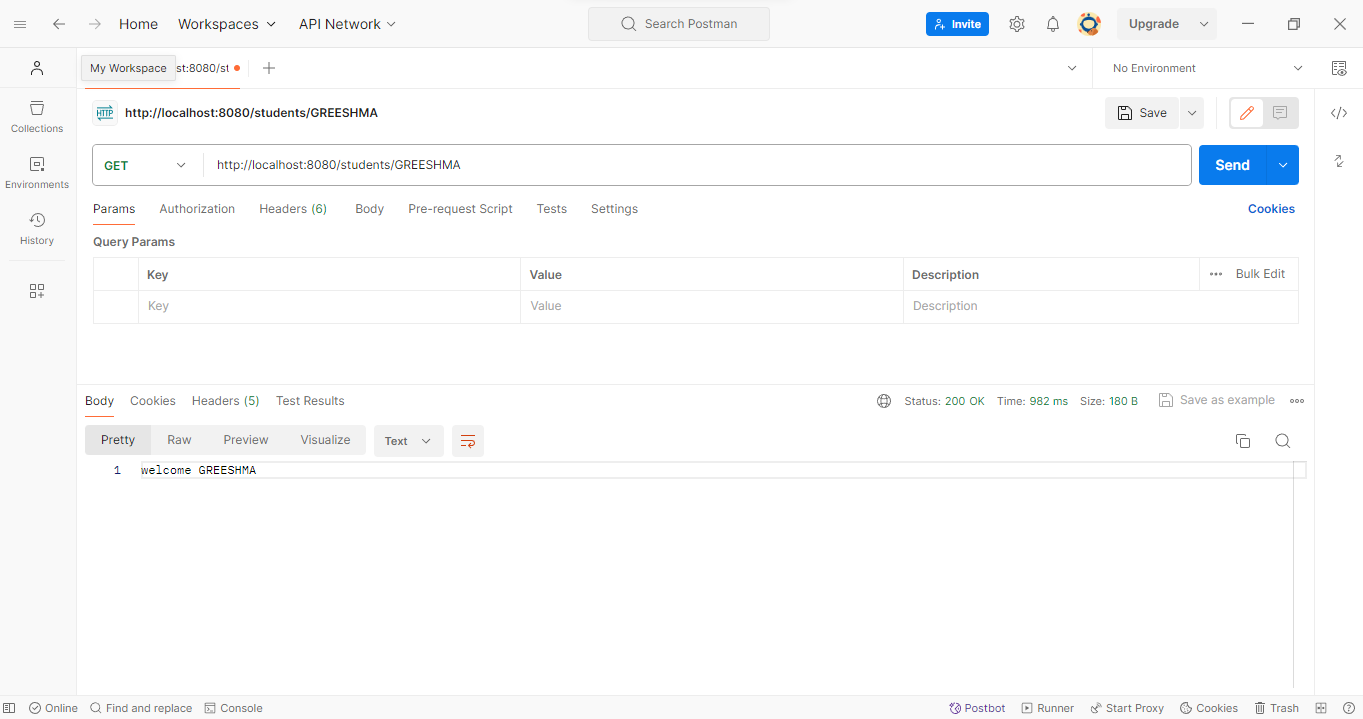 Home Workspaces API Network Search Postman Invite Upgrade
My Workspace st:8080/st No Environment
http://localhost:8080/students/GREESHMA Save
GET http://localhost:8080/students/GREESHMA Send
Params Authorization Headers (6) Body Pre-request Script Tests Settings Cookies
Query Params
Key Value Description Bulk Edit
Key Value Description
Collections
Environments
History
Body Cookies Headers (5) Test Results Status: 200 OK Time: 982 ms Size: 180 B Save as example
Pretty Raw Preview Visualize Text
1 welcome GREESHMA
Online Find and replace Console Postbot Runner Start Proxy Cookies Trash